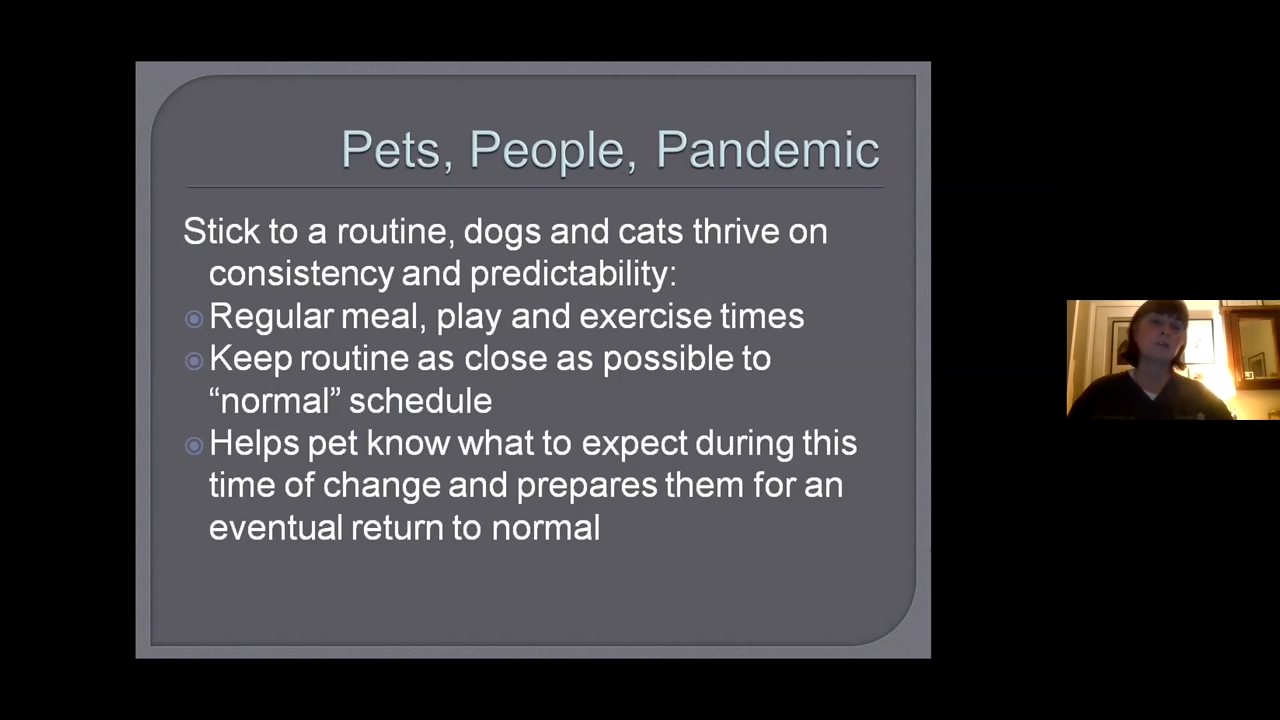 Pets, People, Pandemic
Stick to a routine, dogs and cats thrive on
consistency and predictability:
Regular meal, play and exercise times
Keep routine as close as possible to
“normal” schedule
Helps pet know what to expect during this
time of change and prepares them for an
eventual return to normal